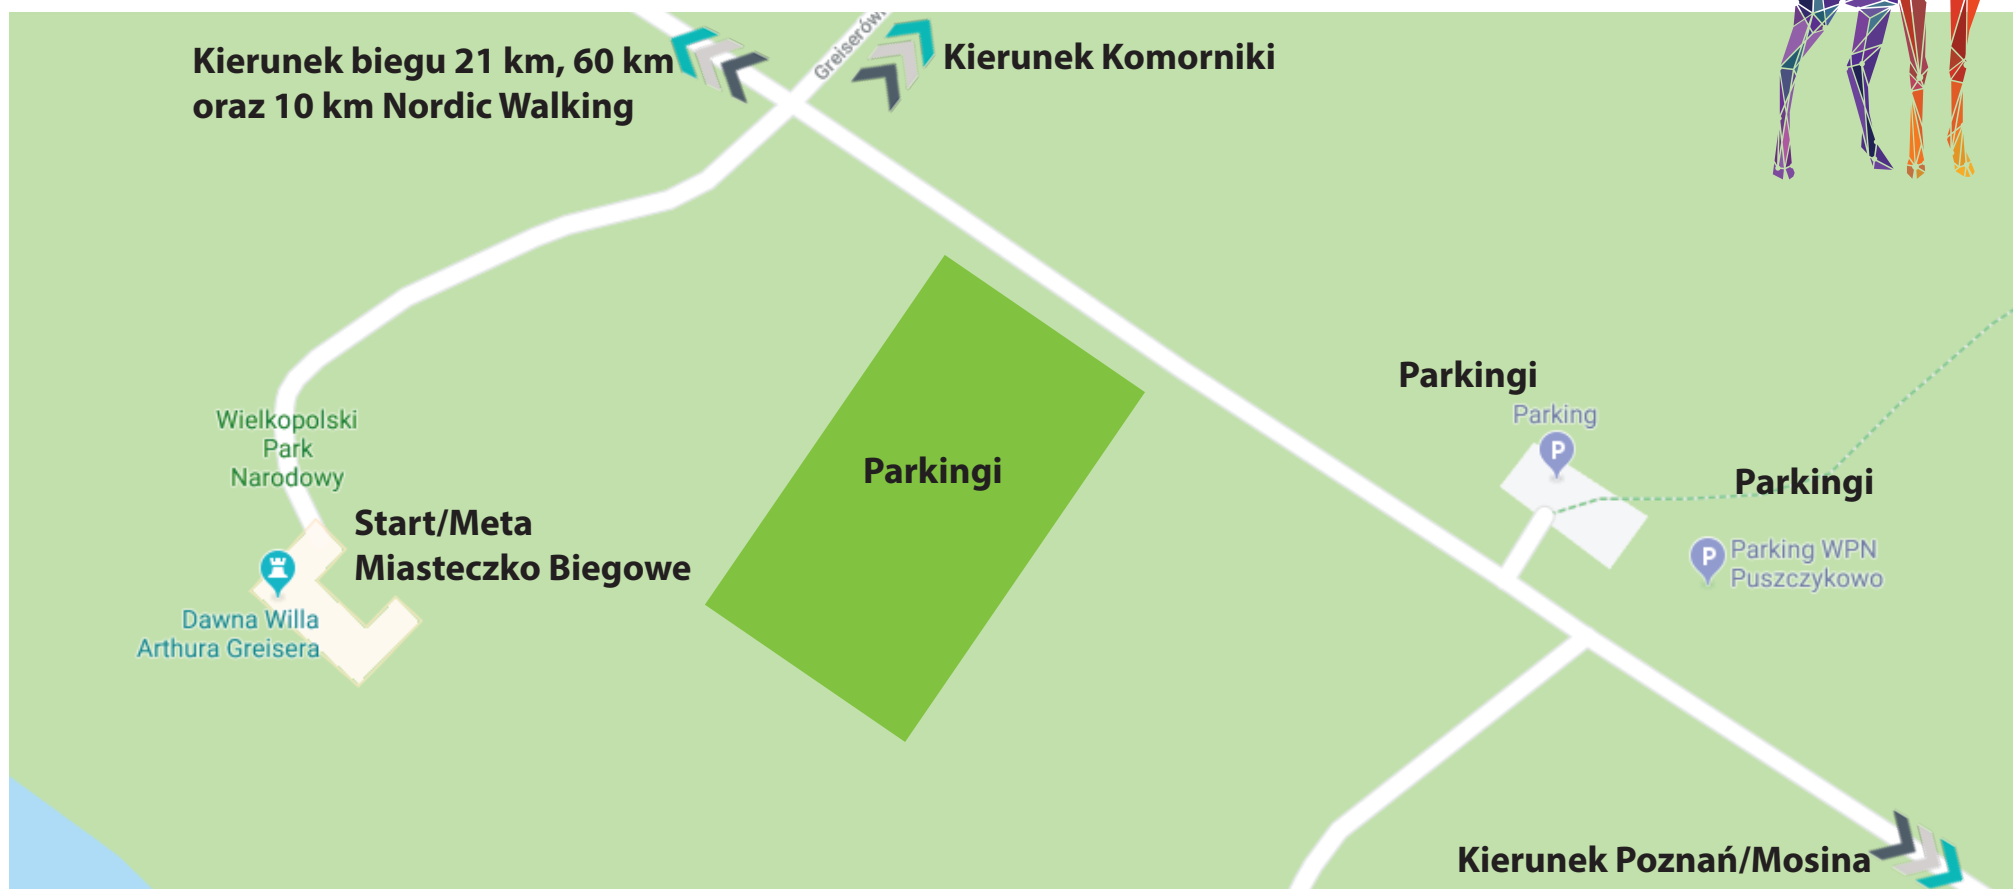 Kierunek biegu 21 km, 60 km
oraz 10 km Nordic Walking
Greiserów
Kierunek Komorniki
Parkingi
Parking
P
Parkingi
Wielkopolski
Park
Narodowy
Parkingi
Start/Meta
Miasteczko Biegowe
P
Parking WPN
Puszczykowo
Dawna Willa
Arthura Greisera
Kierunek Poznań/Mosina